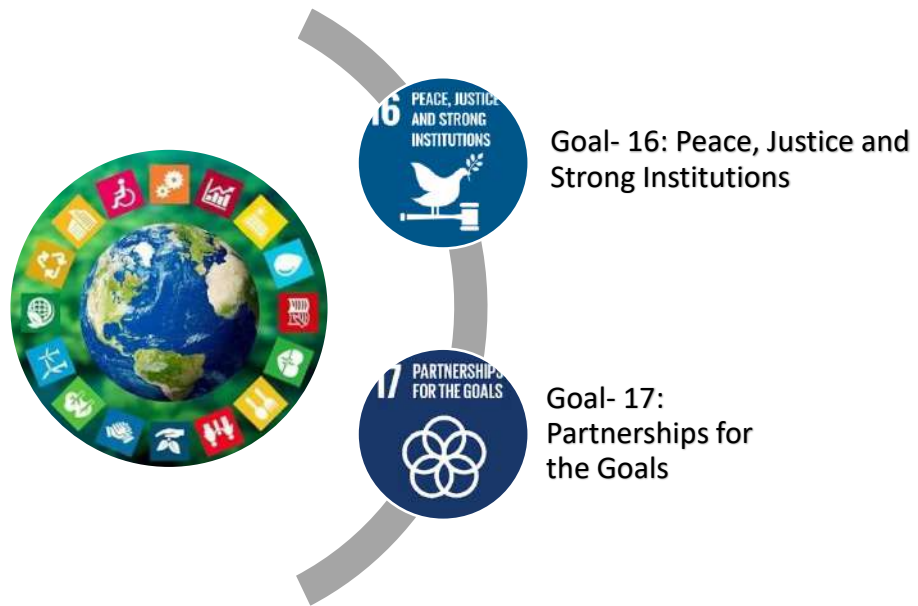 16 PEACE, JUSTICE
AND STRONG
INSTITUTIONS
Goal- 16: Peace, Justice and
Strong Institutions
17 PARTNERSHIPS
FOR THE GOALS
Goal- 17:
Partnerships for
the Goals